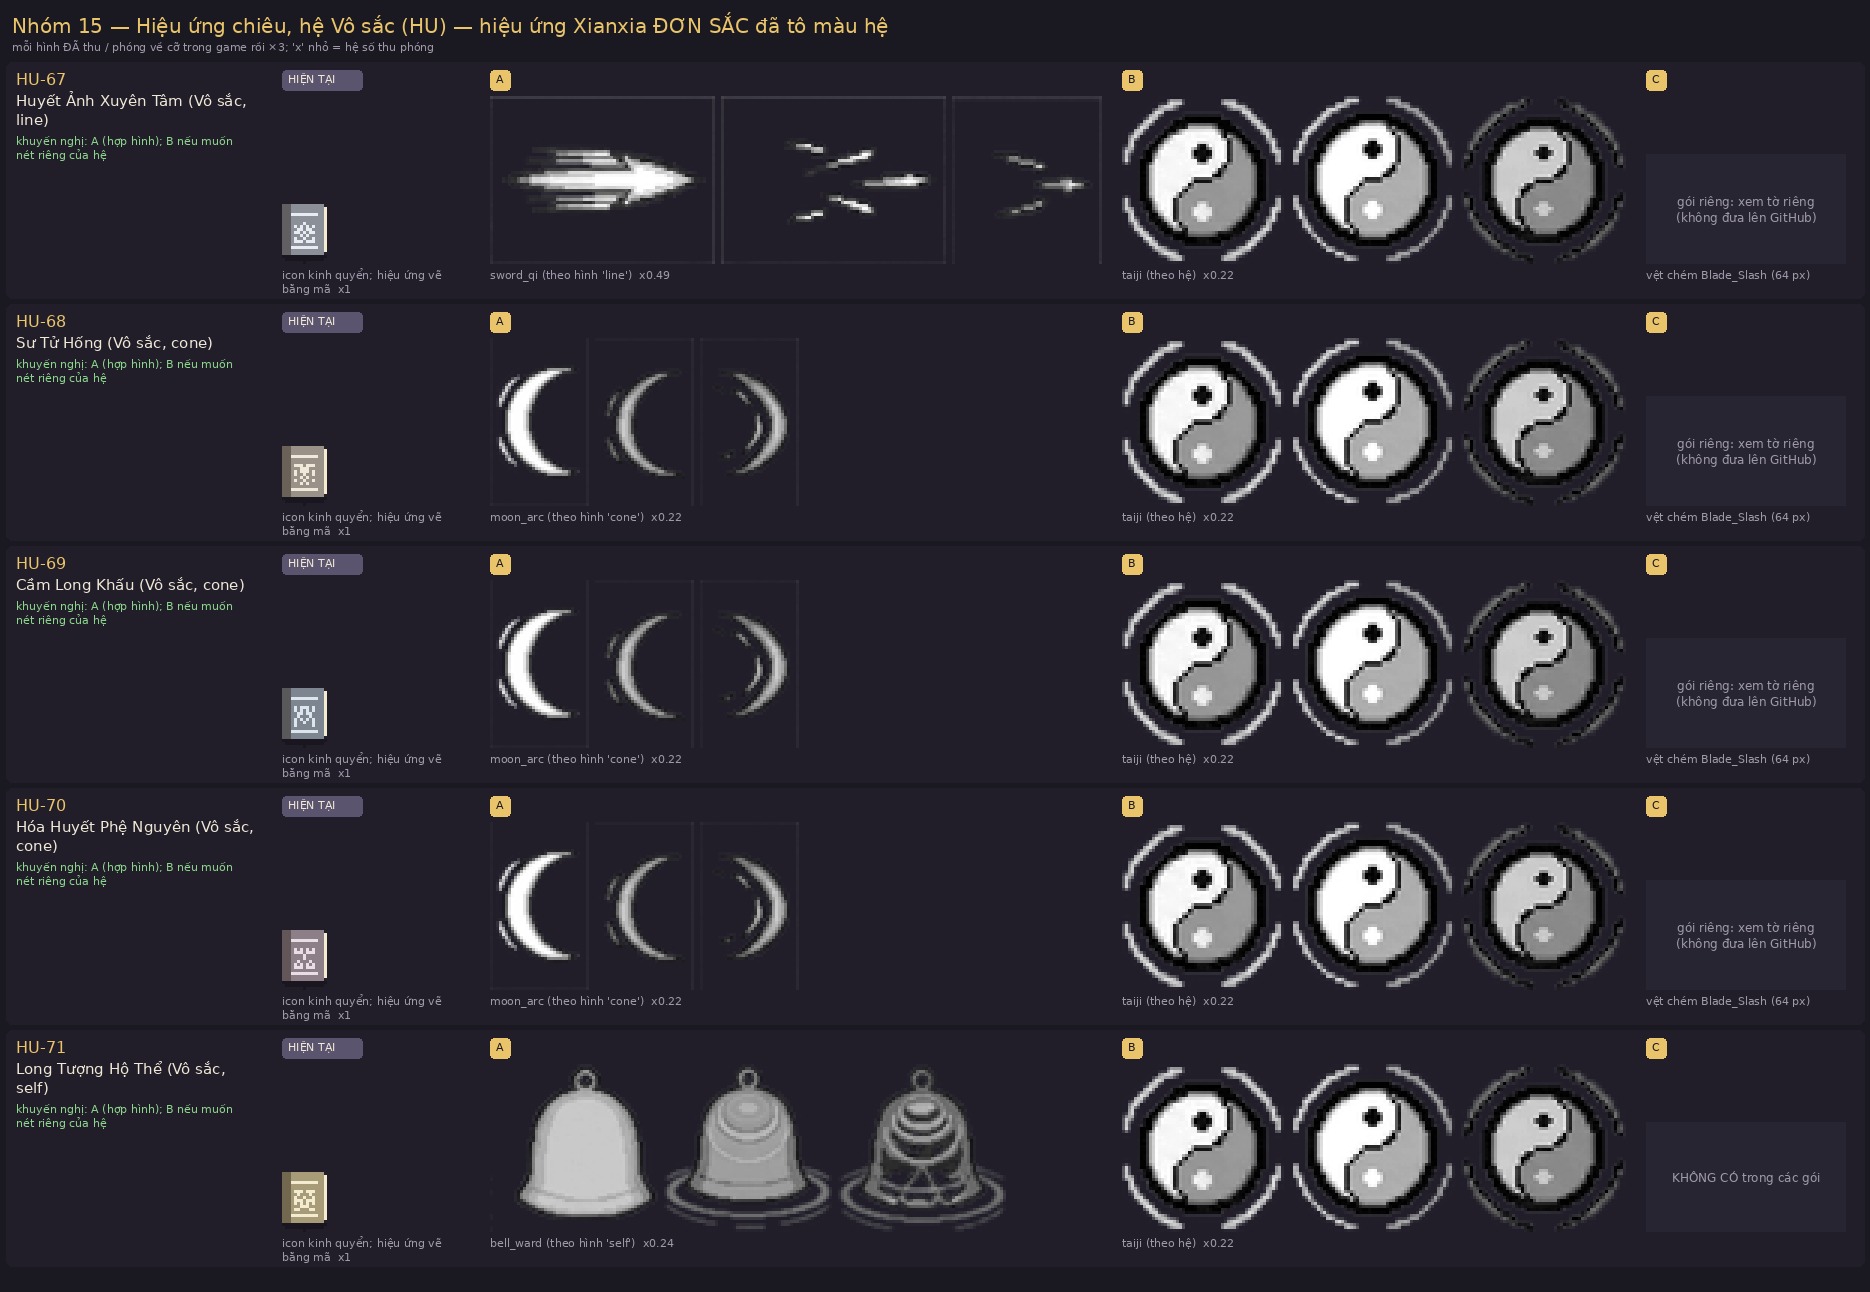 Nhóm 15 — Hiệu ứng chiêu, hệ Vô sắc (HU) — hiệu ứng Xianxia ĐƠN SẮC đã tô màu hệ
mỗi hình ĐÃ thu / phóng về cỡ trong game rồi ×3; 'x' nhỏ = hệ số thu phóng
HU-67
Huyết Ảnh Xuyên Tâm (Vô sắc,
line)
khuyến nghị: A (hợp hình); B nếu muốn
nét riêng của hệ
HIỆN TẠI
icon kinh quyển; hiệu ứng vẽ
bằng mã x1
A
sword_qi (theo hình 'line') x0.49
B
taiji (theo hệ) x0.22
C
gói riêng: xem tờ riêng
(không đưa lên GitHub)
vệt chém Blade_Slash (64 px)
HU-68
Sư Tử Hống (Vô sắc, cone)
khuyến nghị: A (hợp hình); B nếu muốn
nét riêng của hệ
HIỆN TẠI
icon kinh quyển; hiệu ứng vẽ
bằng mã x1
A
moon_arc (theo hình 'cone') x0.22
B
taiji (theo hệ) x0.22
C
gói riêng: xem tờ riêng
(không đưa lên GitHub)
vệt chém Blade_Slash (64 px)
HU-69
Cầm Long Khấu (Vô sắc, cone)
khuyến nghị: A (hợp hình); B nếu muốn
nét riêng của hệ
HIỆN TẠI
icon kinh quyển; hiệu ứng vẽ
bằng mã x1
A
moon_arc (theo hình 'cone') x0.22
B
taiji (theo hệ) x0.22
C
gói riêng: xem tờ riêng
(không đưa lên GitHub)
vệt chém Blade_Slash (64 px)
HU-70
Hóa Huyết Phệ Nguyên (Vô sắc,
cone)
khuyến nghị: A (hợp hình); B nếu muốn
nét riêng của hệ
HIỆN TẠI
icon kinh quyển; hiệu ứng vẽ
bằng mã x1
A
moon_arc (theo hình 'cone') x0.22
B
taiji (theo hệ) x0.22
C
gói riêng: xem tờ riêng
(không đưa lên GitHub)
vệt chém Blade_Slash (64 px)
HU-71
Long Tượng Hộ Thể (Vô sắc,
self)
khuyến nghị: A (hợp hình); B nếu muốn
nét riêng của hệ
HIỆN TẠI
icon kinh quyển; hiệu ứng vẽ
bằng mã x1
A
bell_ward (theo hình 'self') x0.24
B
taiji (theo hệ) x0.22
C
KHÔNG CÓ trong các gói